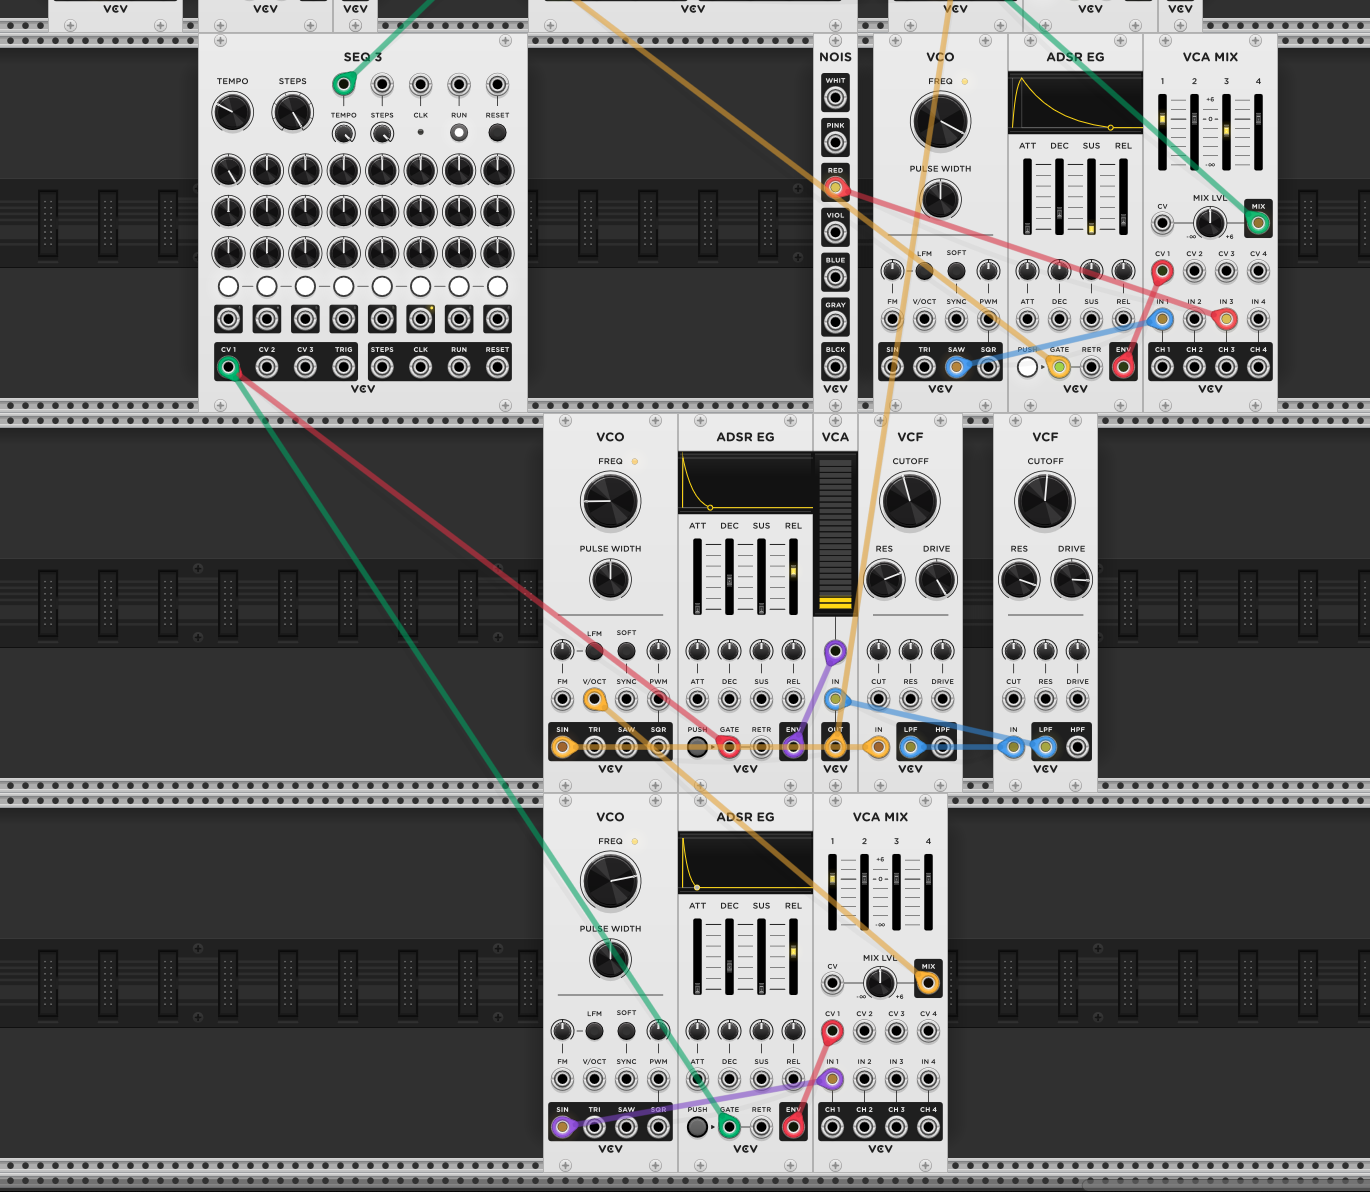 VCV VCV VCV VCV VCV
SEQ 3
TEMPO STEPS
TEMPO STEPS CLK RUN RESET
CV 1 CV 2 CV 3 TRIG STEPS CLK RUN RESET
VCV
NOIS
WHIT
PINK
RED
VIOL
BLUE
GRAY
BLCK
VCV
VCO
FREQ
PULSE WIDTH
LFM SOFT
FM V/OCT SYNC PWM
SIN TRI SAW SQR
VCV
ADSR EG
ATT DEC SUS REL
ATT DEC SUS REL
PUSH GATE RETR ENV
VCV
VCA MIX
1 2 3 4
+6
0
-∞
MIX LVL
CV MIX
-∞ +6
CV 1 CV 2 CV 3 CV 4
IN 1 IN 2 IN 3 IN 4
CH 1 CH 2 CH 3 CH 4
VCV
VCO
FREQ
PULSE WIDTH
LFM SOFT
FM V/OCT SYNC PWM
SIN TRI SAW SQR
VCV
ADSR EG
ATT DEC SUS REL
ATT DEC SUS REL
PUSH GATE RETR ENV
VCV
VCA
IN
OUT
VCV
VCF
CUTOFF
RES DRIVE
CUT RES DRIVE
IN LPF HPF
VCV
VCF
CUTOFF
RES DRIVE
CUT RES DRIVE
IN LPF HPF
VCV
VCO
FREQ
PULSE WIDTH
LFM SOFT
FM V/OCT SYNC PWM
SIN TRI SAW SQR
VCV
ADSR EG
ATT DEC SUS REL
ATT DEC SUS REL
PUSH GATE RETR ENV
VCV
VCA MIX
1 2 3 4
+6
0
-∞
MIX LVL
CV MIX
-∞ +6
CV 1 CV 2 CV 3 CV 4
IN 1 IN 2 IN 3 IN 4
CH 1 CH 2 CH 3 CH 4
VCV